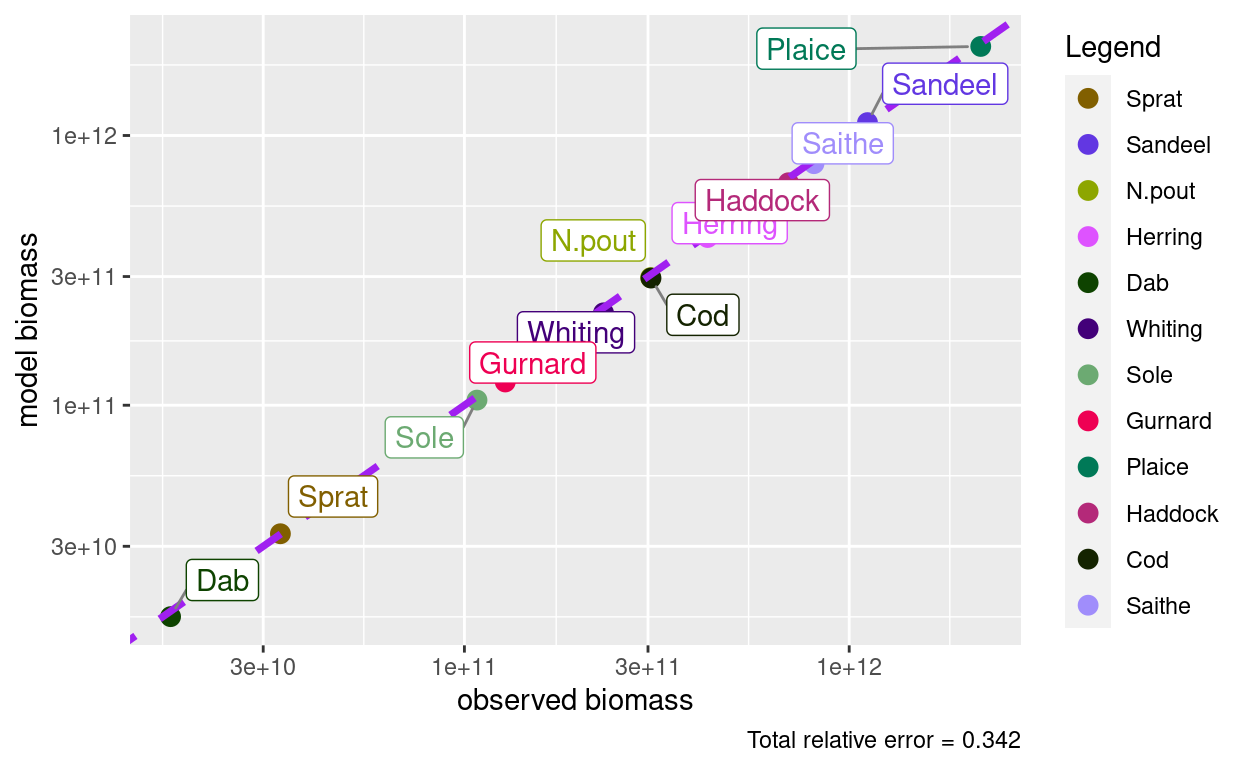 Plaice
Sandeel
Saithe
Haddock
Herring
N.pout
Cod
Whiting
Gurnard
Sole
Sprat
Dab
1e+12
3e+11
1e+11
3e+10
model biomass
3e+10 1e+11 3e+11 1e+12
observed biomass
Total relative error = 0.342
Legend
Sprat
Sandeel
N.pout
Herring
Dab
Whiting
Sole
Gurnard
Plaice
Haddock
Cod
Saithe